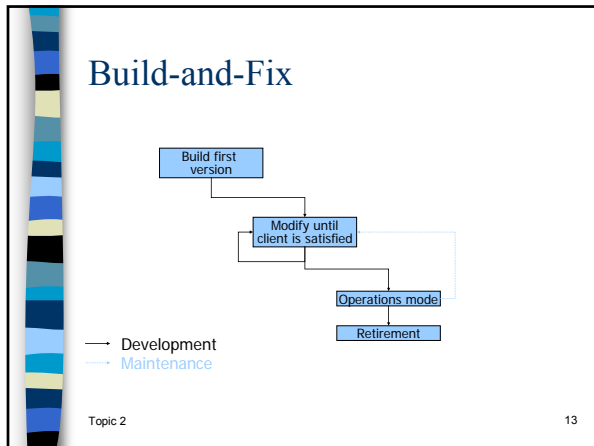 Build-and-Fix
Build first
version
Modify until
client is satisfied
Operations mode
Retirement
Development
Maintenance
Topic 2
13